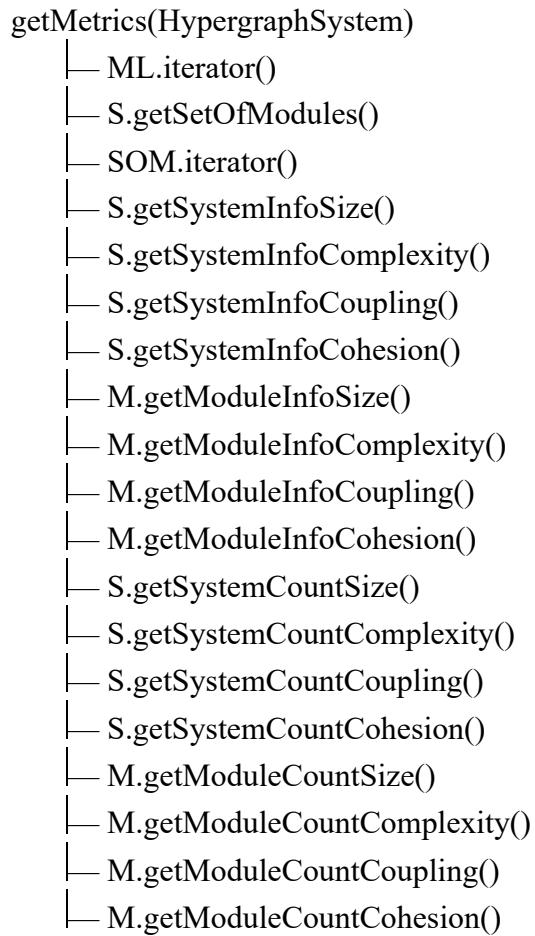 getMetrics(HypergraphSystem)
ML.iterator()
S.getSetOfModules()
SOM.iterator()
S.getSystemInfoSize()
S.getSystemInfoComplexity()
S.getSystemInfoCoupling()
S.getSystemInfoCohesion()
M.getModuleInfoSize()
M.getModuleInfoComplexity()
M.getModuleInfoCoupling()
M.getModuleInfoCohesion()
S.getSystemCountSize()
S.getSystemCountComplexity()
S.getSystemCountCoupling()
S.getSystemCountCohesion()
M.getModuleCountSize()
M.getModuleCountComplexity()
M.getModuleCountCoupling()
M.getModuleCountCohesion()